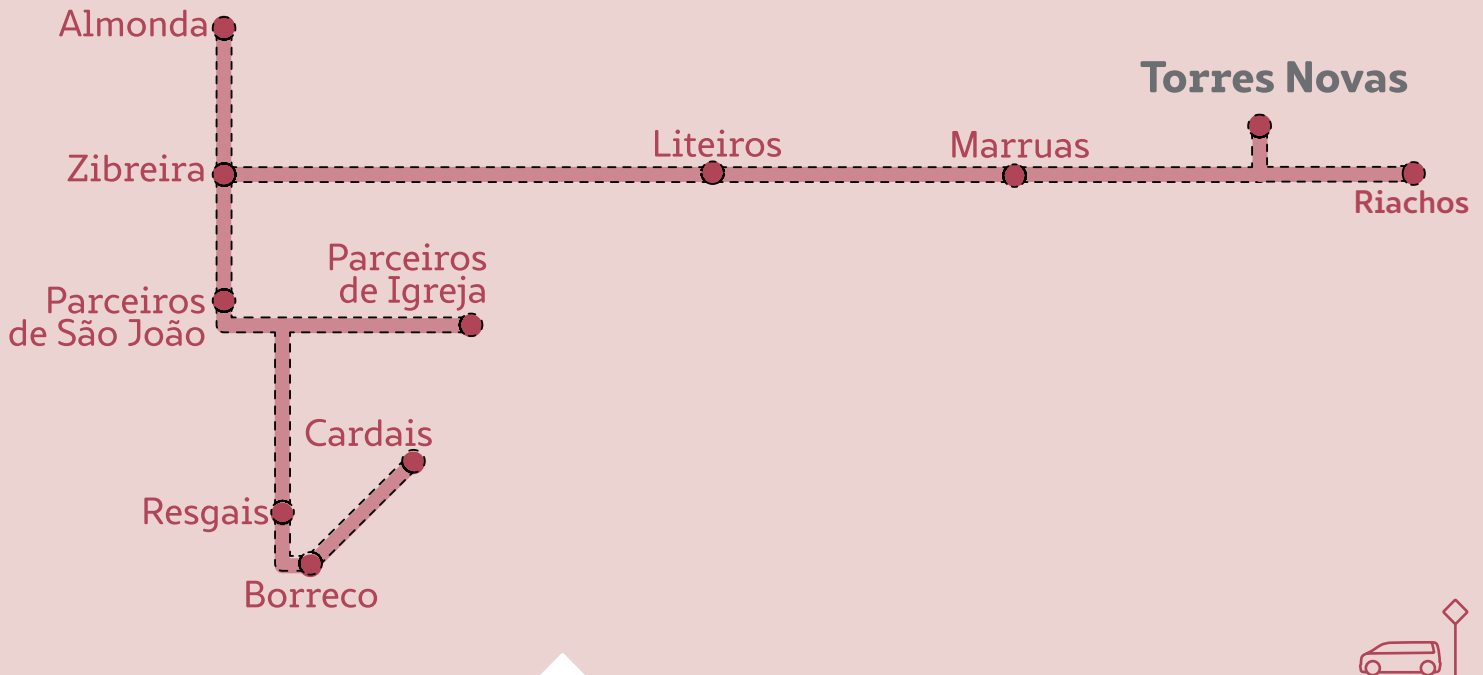 Almonda
Torres Novas
Liteiros
Marruas
Zibreira
Riachos
Parceiros
de Igreja
Parceiros
de São João
Cardais
Resgais
Borreco